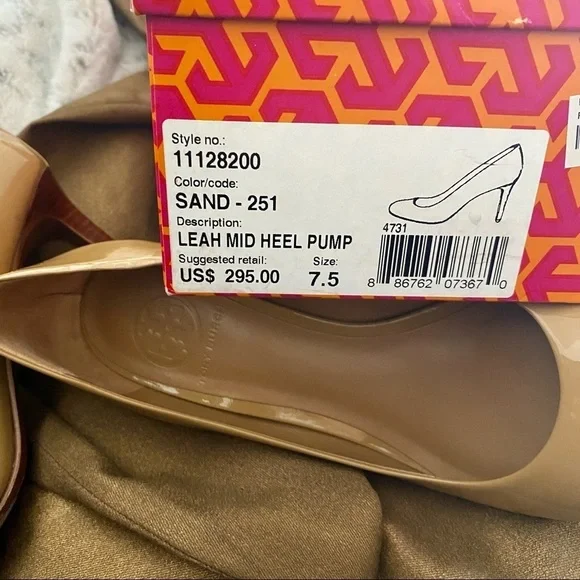 Style no.:
11128200
Color/code:
SAND - 251
Description:
LEAH MID HEEL PUMP
Suggested retail: Size:
US$ 295.00 7.5
4731
8 86762 07367 0